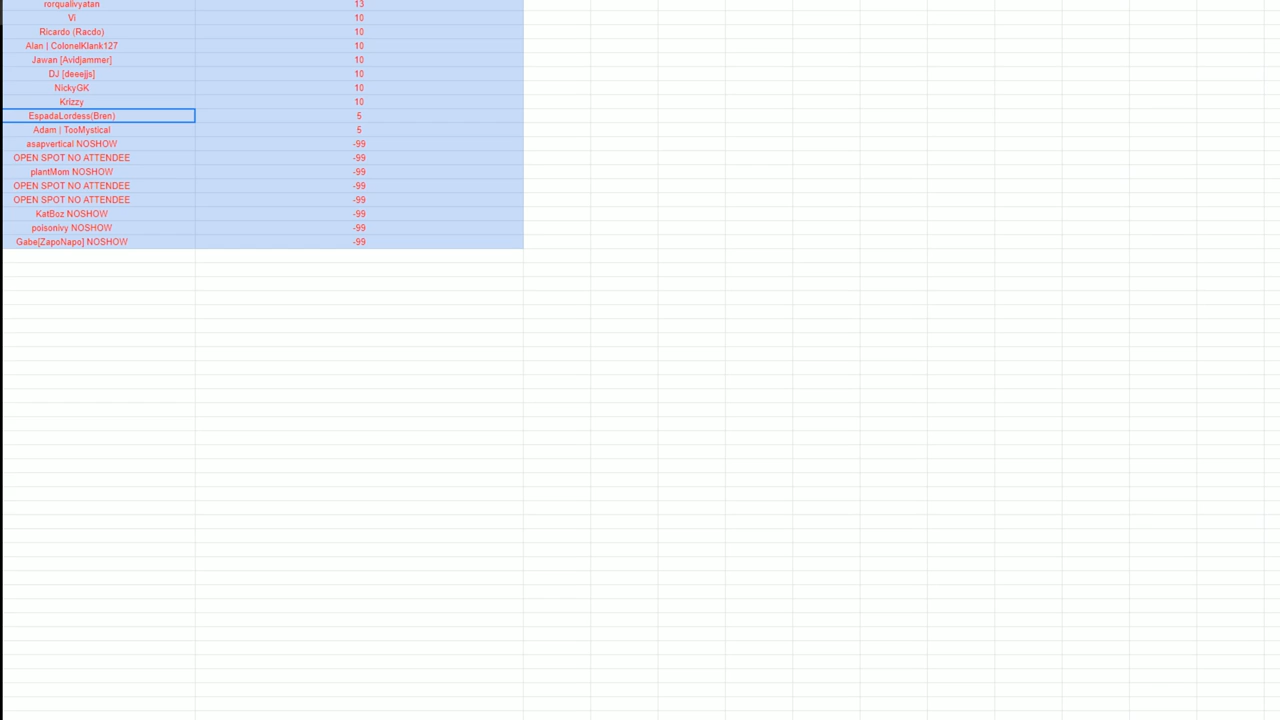 rorqualivyatan 13
Vi 10
Ricardo (Racdo) 10
Alan | ColonelKlank127 10
Jawan [Avidjammer] 10
DJ [deeejjs] 10
NickyGK 10
Krizzy 10
EspadaLordess(Bren) 5
Adam | TooMystical 5
asapvertical NOSHOW -99
OPEN SPOT NO ATTENDEE -99
plantMom NOSHOW -99
OPEN SPOT NO ATTENDEE -99
OPEN SPOT NO ATTENDEE -99
KatBoz NOSHOW -99
poisonivy NOSHOW -99
Gabe[ZapoNapo] NOSHOW -99